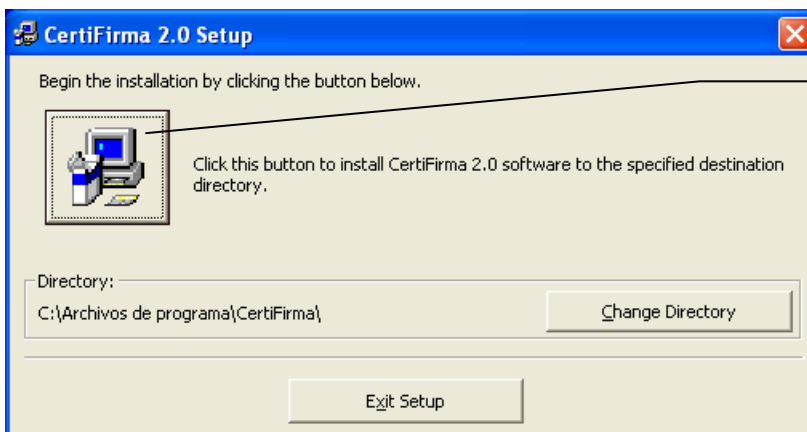 CertiFirma 2.0 Setup
Begin the installation by clicking the button below.
Click this button to install CertiFirma 2.0 software to the specified destination
directory.
Directory:
C:\Archivos de programa\CertiFirma\
Change Directory
Exit Setup